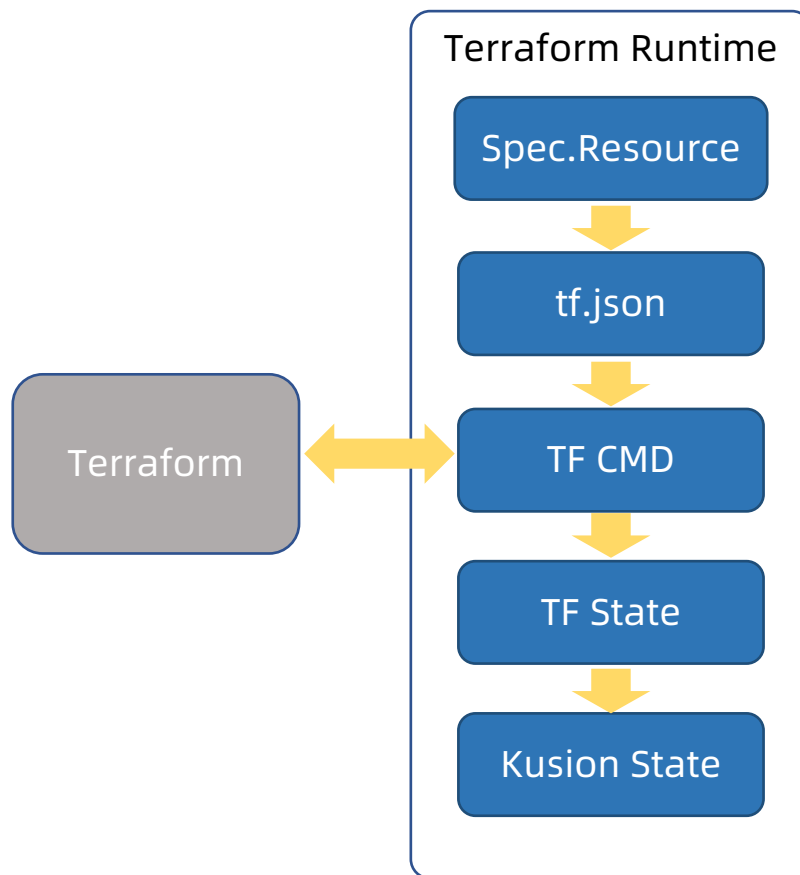 Terraform Runtime
Spec.Resource
tf.json
Terraform
TF CMD
TF State
Kusion State